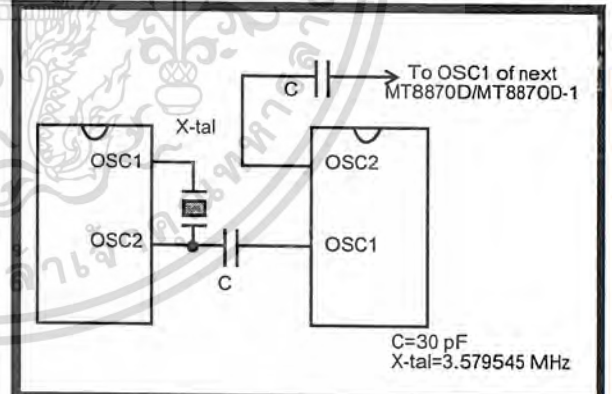 C
To OSC1 of next
MT8870D/MT8870D-1
X-tal
OSC1
OSC2
OSC2
OSC1
C
C=30 pF
X-tal=3.579545 MHz